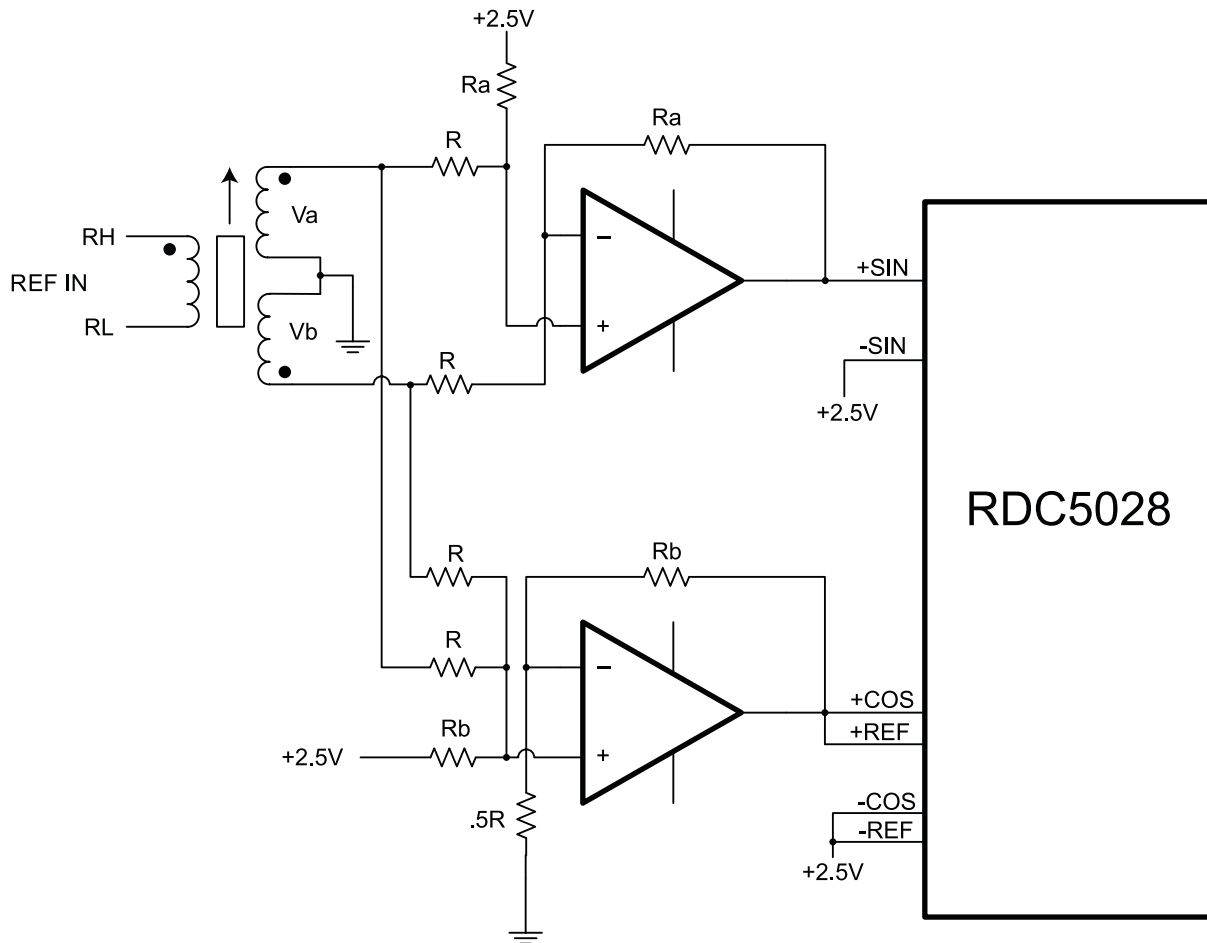 +2.5V
Ra
Ra
R
Va
RH
REF IN
RL
Vb
−
+
+SIN
-SIN
+2.5V
R
RDC5028
R
Rb
R
−
+COS
+REF
Rb
+2.5V
+
-COS
-REF
.5R
+2.5V